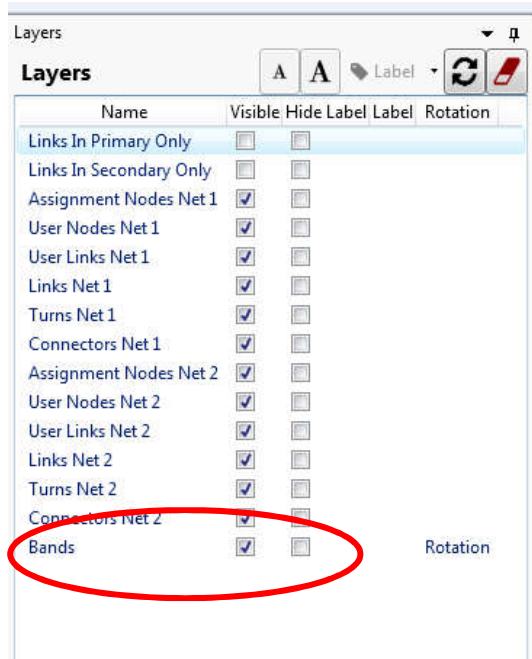 Layers
Layers A A Label
Name Visible Hide Label Label Rotation
Links In Primary Only
Links In Secondary Only
Assignment Nodes Net 1
User Nodes Net 1
User Links Net 1
Links Net 1
Turns Net 1
Connectors Net 1
Assignment Nodes Net 2
User Nodes Net 2
User Links Net 2
Links Net 2
Turns Net 2
Connectors Net 2
Bands Rotation